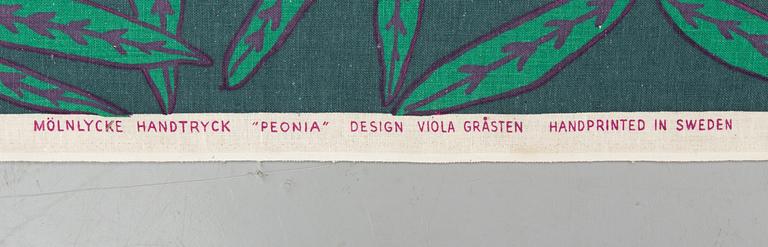 MÖLNLYCKE HANDTRYCK "PEONIA" DESIGN VIOLA GRÅSTEN HANDPRINTED IN SWEDEN